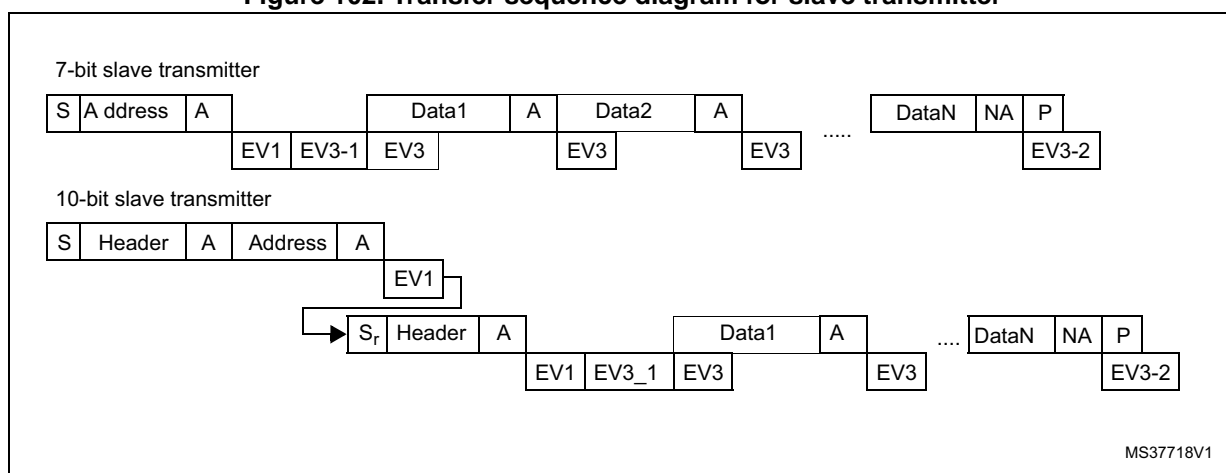 Figure 162. Transfer sequence diagram for slave transmitter
7-bit slave transmitter
S A ddress A Data1 A Data2 A ..... DataN NA P
EV1 EV3-1 EV3 EV3 EV3 EV3-2
10-bit slave transmitter
S Header A Address A
EV1
Sr Header A Data1 A .... DataN NA P
EV1 EV3_1 EV3 EV3 EV3-2
MS37718V1